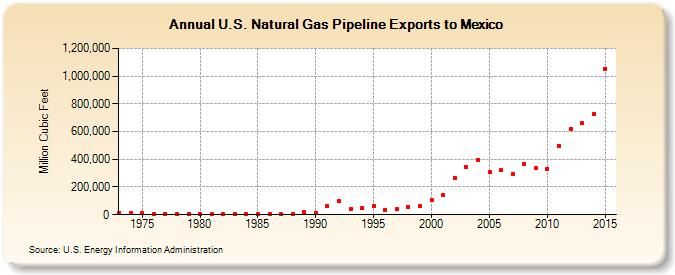 Annual U.S. Natural Gas Pipeline Exports to Mexico
Million Cubic Feet
1,200,000
1,000,000
800,000
600,000
400,000
200,000
0
1975 1980 1985 1990 1995 2000 2005 2010 2015
Source: U.S. Energy Information Administration